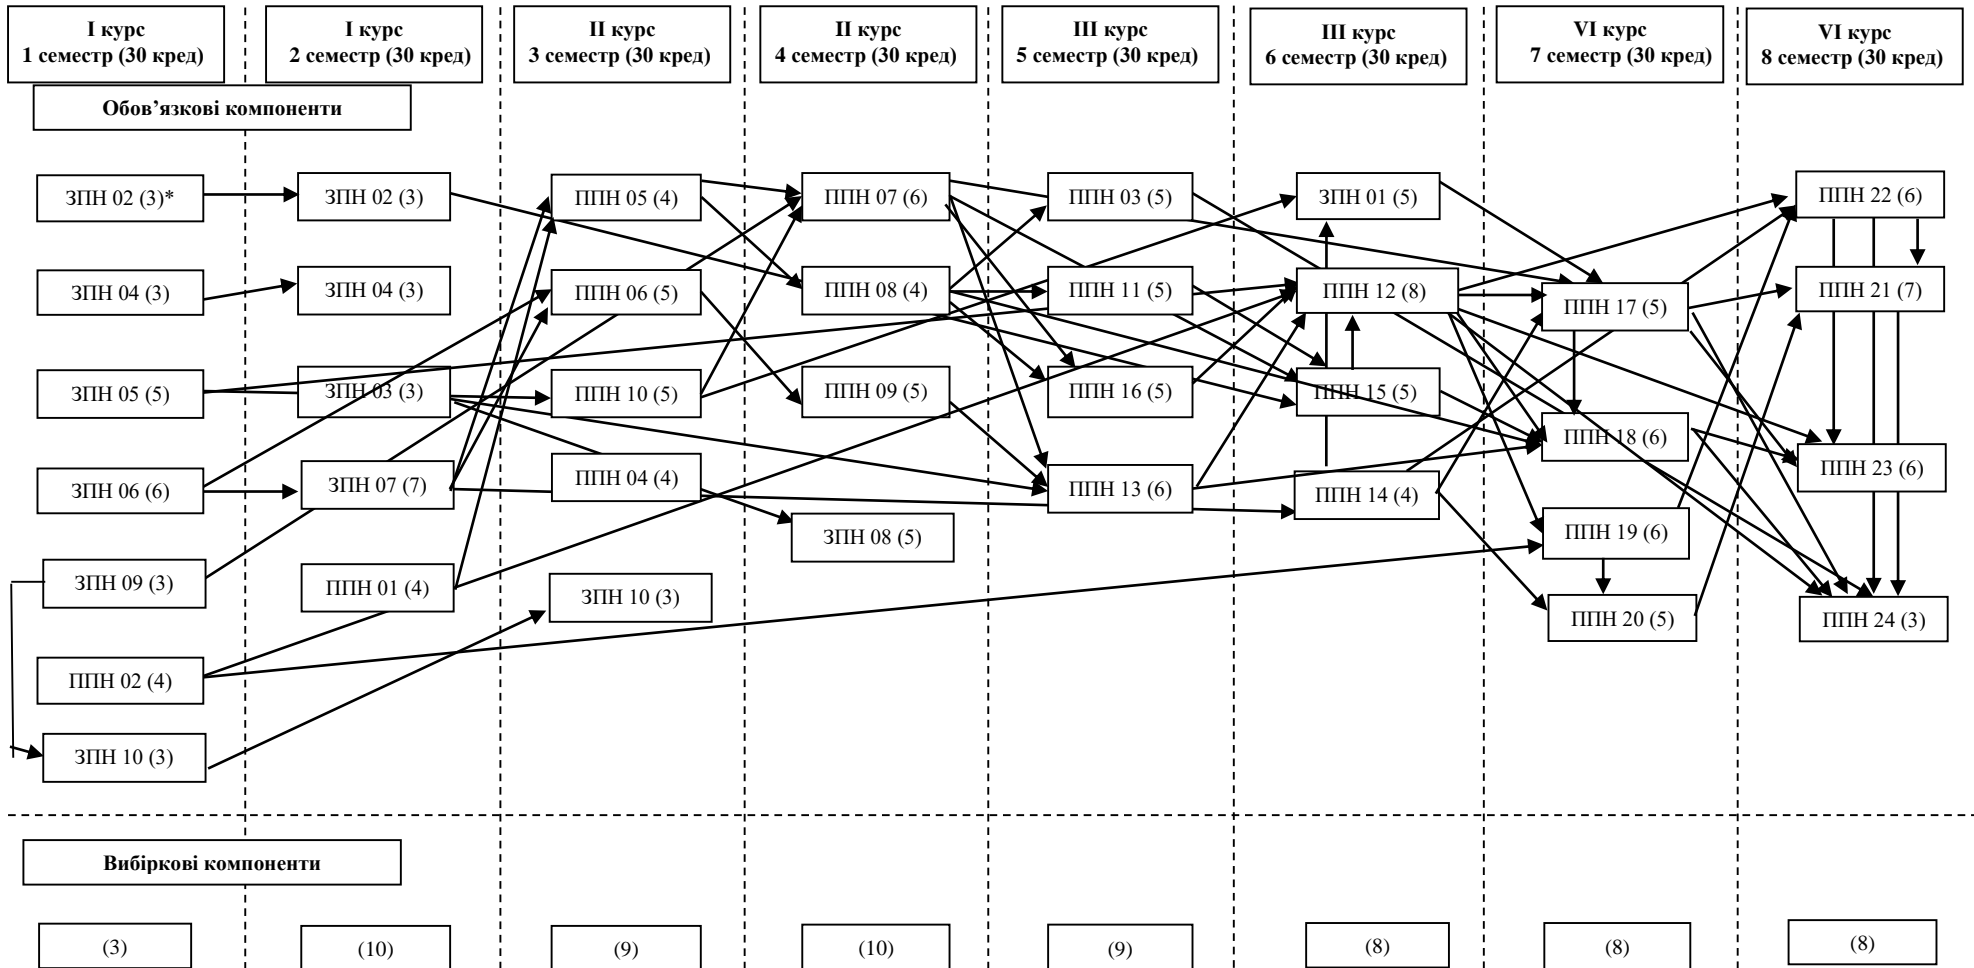 I курс
1 семестр (30 кред)
I курс
2 семестр (30 кред)
II курс
3 семестр (30 кред)
II курс
4 семестр (30 кред)
III курс
5 семестр (30 кред)
III курс
6 семестр (30 кред)
VI курс
7 семестр (30 кред)
VI курс
8 семестр (30 кред)
Обов’язкові компоненти
ЗПН 02 (3)*
ЗПН 04 (3)
ЗПН 05 (5)
ЗПН 06 (6)
ЗПН 09 (3)
ППН 02 (4)
ЗПН 10 (3)
ЗПН 02 (3)
ЗПН 04 (3)
ЗПН 03 (3)
ЗПН 07 (7)
ППН 01 (4)
ППН 05 (4)
ППН 06 (5)
ППН 10 (5)
ППН 04 (4)
ЗПН 10 (3)
ППН 07 (6)
ППН 08 (4)
ППН 09 (5)
ЗПН 08 (5)
ППН 03 (5)
ППН 11 (5)
ППН 16 (5)
ППН 13 (6)
ЗПН 01 (5)
ППН 12 (8)
ППН 15 (5)
ППН 14 (4)
ППН 17 (5)
ППН 18 (6)
ППН 19 (6)
ППН 20 (5)
ППН 22 (6)
ППН 21 (7)
ППН 23 (6)
ППН 24 (3)
Вибіркові компоненти
(3)
(10)
(9)
(10)
(9)
(8)
(8)
(8)